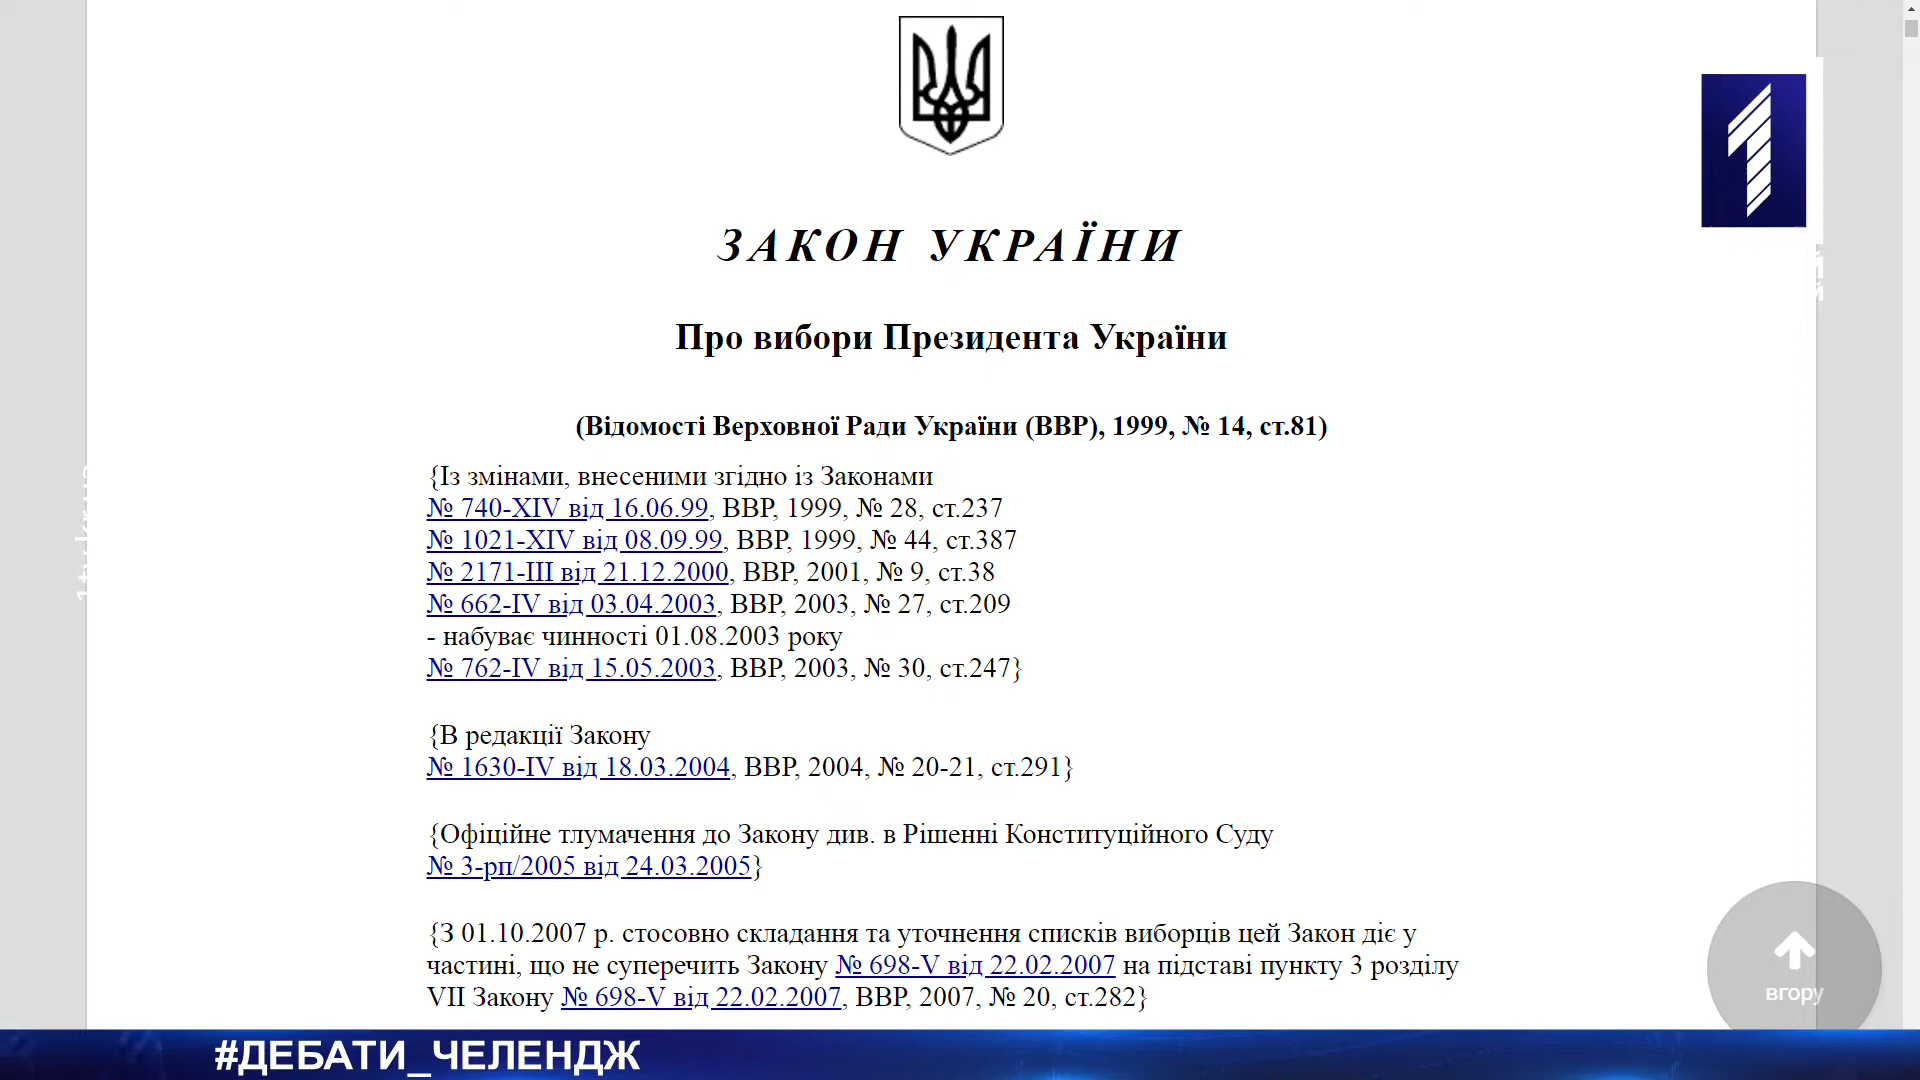 ЗАКОН УКРАЇНИ
Про вибори Президента України
(Відомості Верховної Ради України (ВВР), 1999, № 14, ст.81)
{Із змінами, внесеними згідно із Законами
№ 740-XIV від 16.06.99, ВВР, 1999, № 28, ст.237
№ 1021-XIV від 08.09.99, ВВР, 1999, № 44, ст.387
№ 2171-III від 21.12.2000, ВВР, 2001, № 9, ст.38
№ 662-IV від 03.04.2003, ВВР, 2003, № 27, ст.209
- набуває чинності 01.08.2003 року
№ 762-IV від 15.05.2003, ВВР, 2003, № 30, ст.247}
{В редакції Закону
№ 1630-IV від 18.03.2004, ВВР, 2004, № 20-21, ст.291}
{Офіційне тлумачення до Закону див. в Рішенні Конституційного Суду
№ 3-рп/2005 від 24.03.2005}
{З 01.10.2007 р. стосовно складання та уточнення списків виборців цей Закон діє у
частині, що не суперечить Закону № 698-V від 22.02.2007 на підставі пункту 3 розділу
VII Закону № 698-V від 22.02.2007, ВВР, 2007, № 20, ст.282}
1
вгору
#ДЕБАТИ_ЧЕЛЕНДЖ